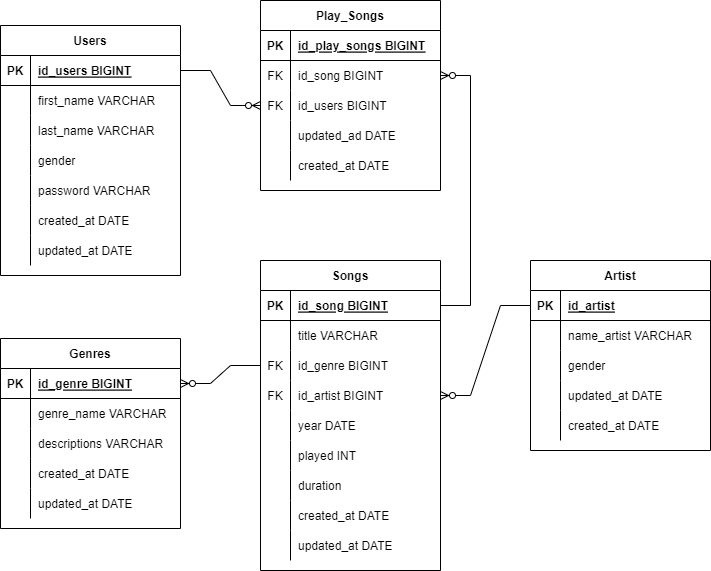 Users
PK id_users BIGINT
first_name VARCHAR
last_name VARCHAR
gender
password VARCHAR
created_at DATE
updated_at DATE
Play_Songs
PK id_play_songs BIGINT
FK id_song BIGINT
FK id_users BIGINT
updated_ad DATE
created_at DATE
Genres
PK id_genre BIGINT
genre_name VARCHAR
descriptions VARCHAR
created_at DATE
updated_at DATE
Songs
PK id_song BIGINT
title VARCHAR
FK id_genre BIGINT
FK id_artist BIGINT
year DATE
played INT
duration
created_at DATE
updated_at DATE
Artist
PK id_artist
name_artist VARCHAR
gender
updated_at DATE
created_at DATE